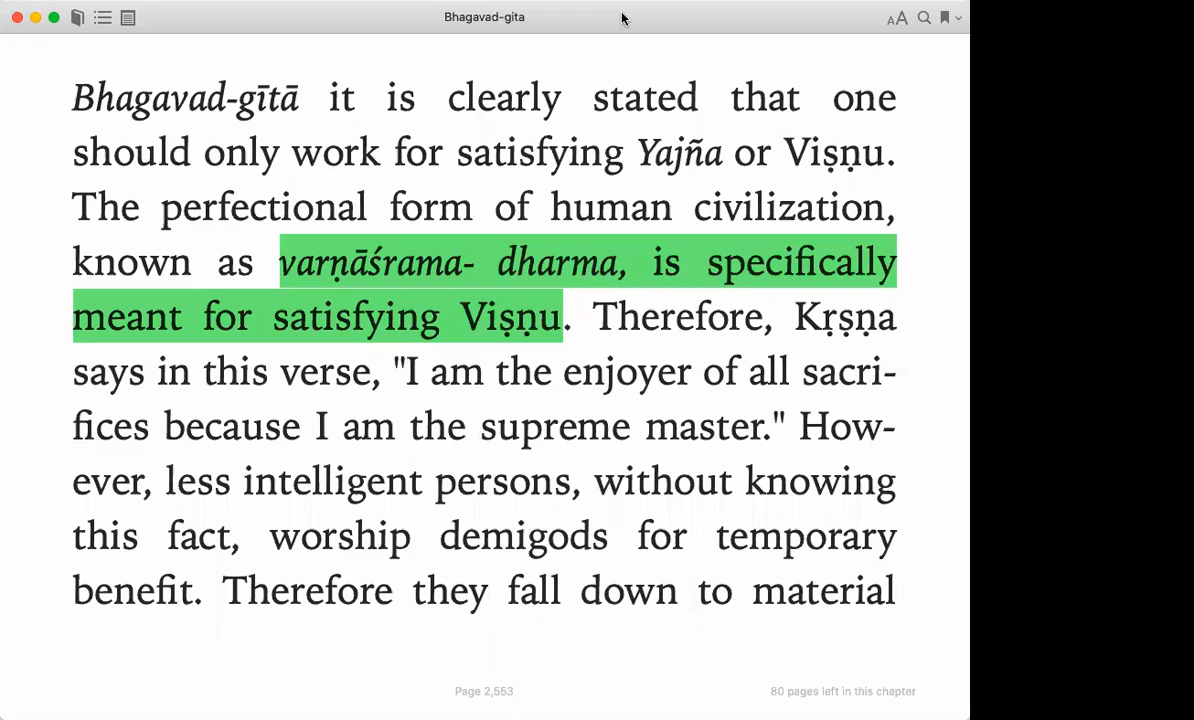 Bhagavad-gita
AA
Bhagavad-gītā it is clearly stated that one
should only work for satisfying Yajña or Viṣṇu.
The perfectional form of human civilization,
known as varṇāśrama- dharma, is specifically
meant for satisfying Viṣṇu. Therefore, Kṛṣṇa
says in this verse, "I am the enjoyer of all sacri-
fices because I am the supreme master." How-
ever, less intelligent persons, without knowing
this fact, worship demigods for temporary
benefit. Therefore they fall down to material
Page 2,553
80 pages left in this chapter